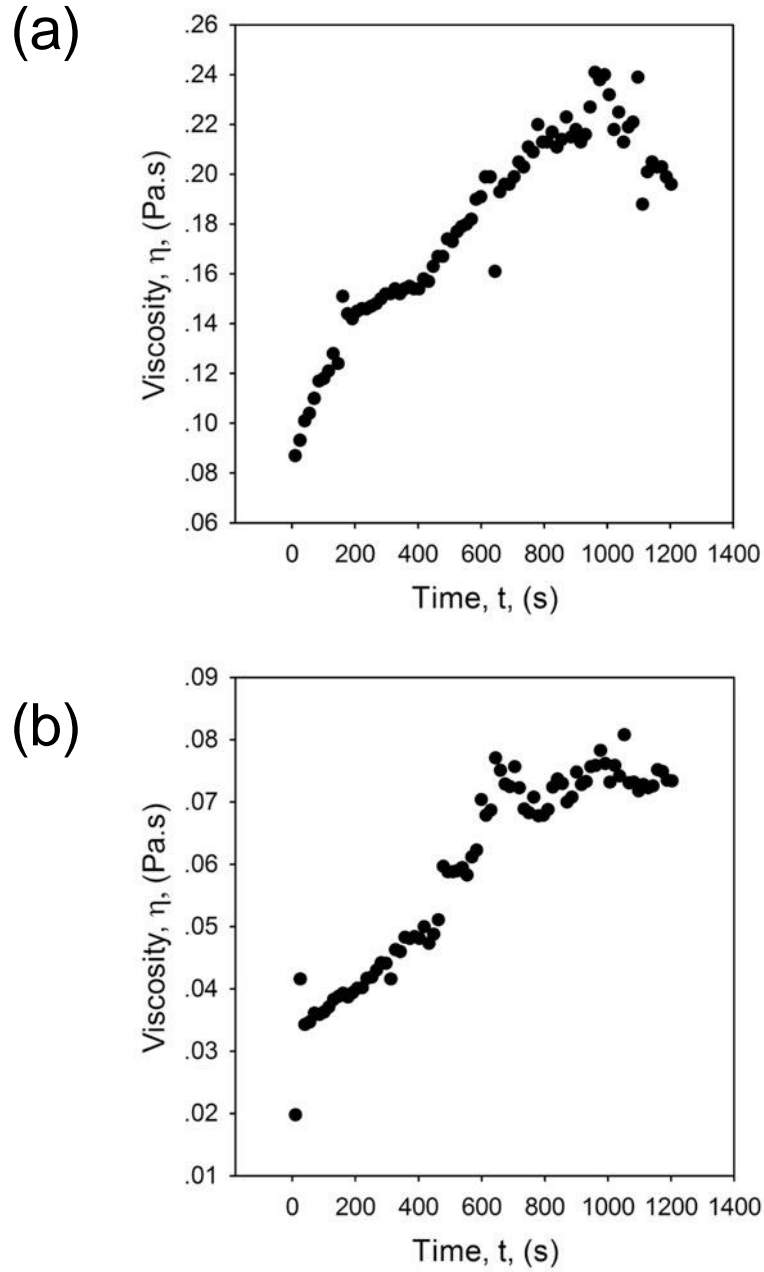 (a)
.26
.24
.22
.20
.18
.16
.14
.12
.10
.08
.06
Viscosity, η, (Pa.s)
0 200 400 600 800 1000 1200 1400
Time, t, (s)
(b)
.09
.08
.07
.06
.05
.04
.03
.02
.01
Viscosity, η, (Pa.s)
0 200 400 600 800 1000 1200 1400
Time, t, (s)